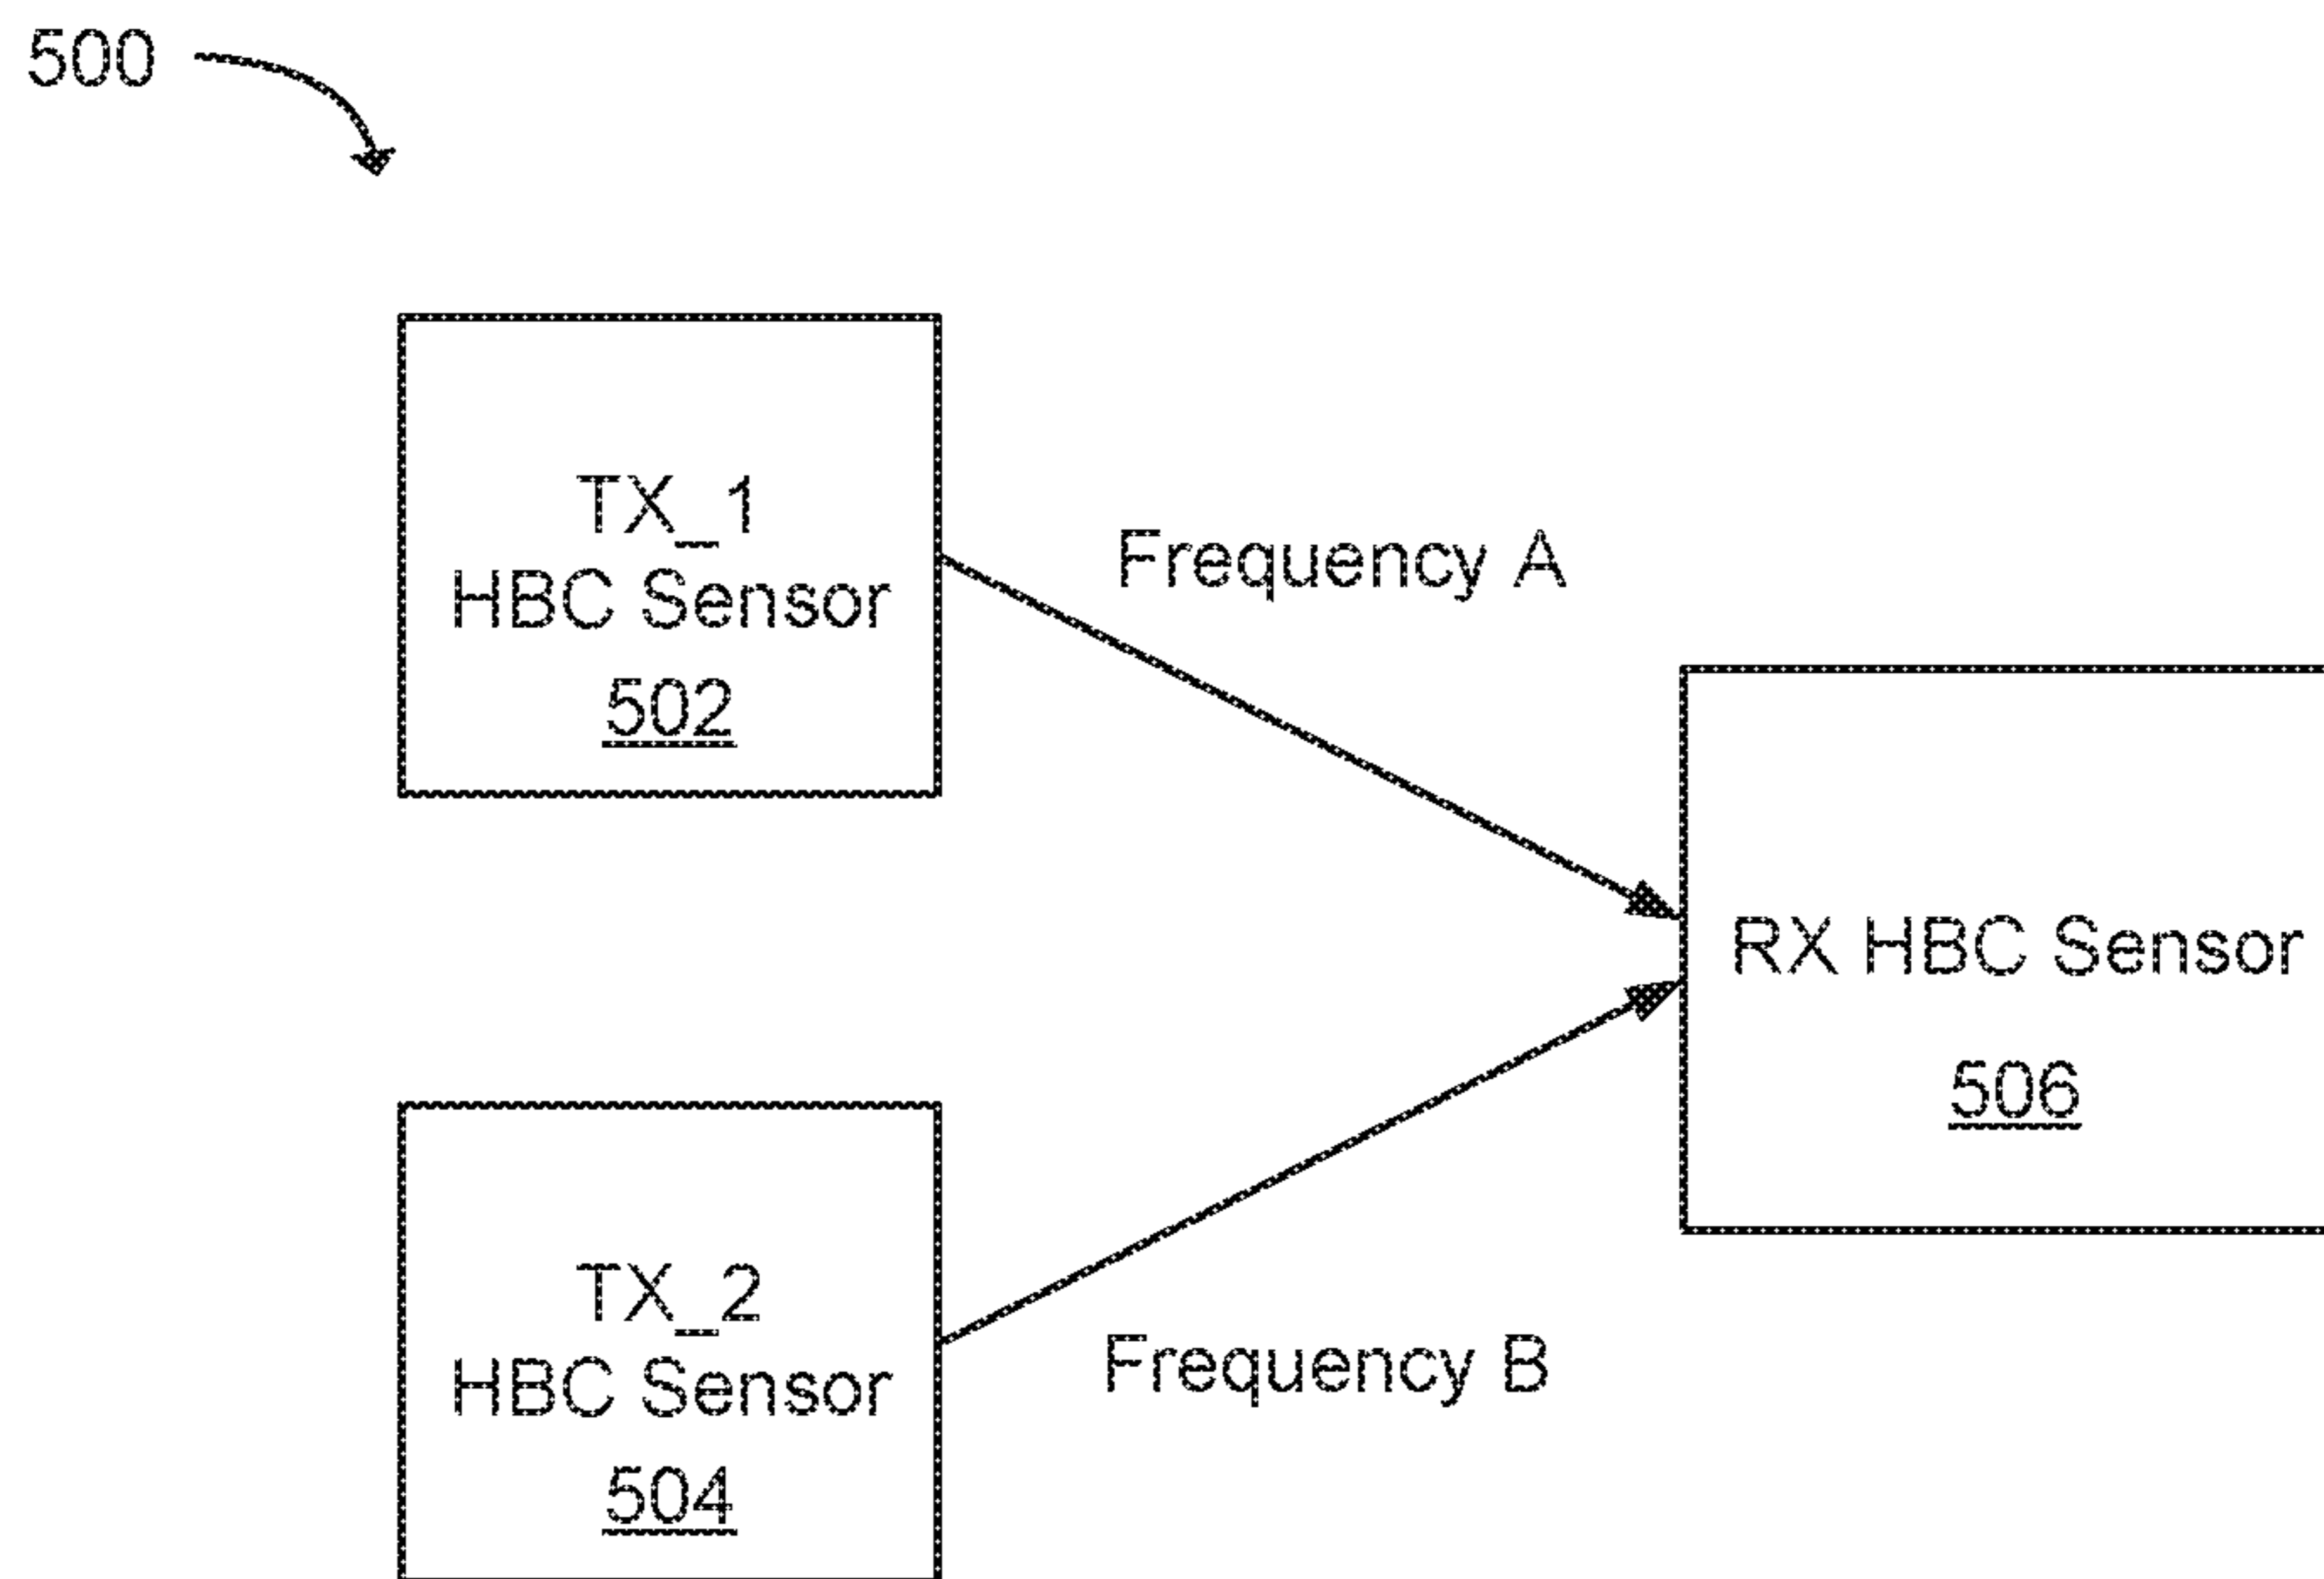 500
TX_1
HBC Sensor
502
Frequency A
RX HBC Sensor
506
TX_2
HBC Sensor
504
Frequency B